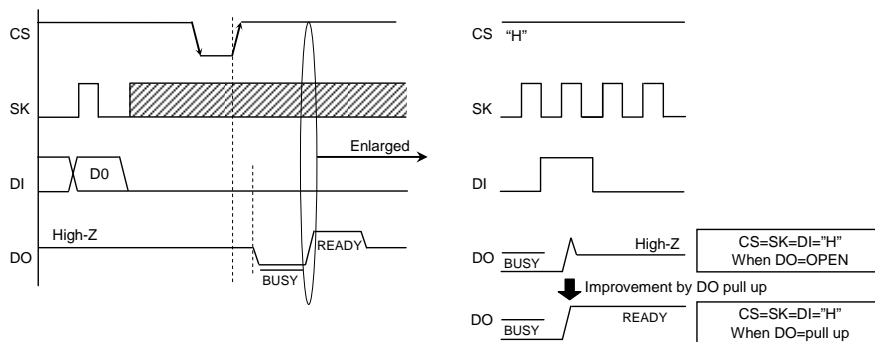 CS
SK
DI
D0
DO
High-Z
BUSY
READY
Enlarged
CS
“H”
SK
DI
DO
BUSY
High-Z
CS=SK=DI=”H”
When DO=OPEN
Improvement by DO pull up
DO
BUSY
READY
CS=SK=DI=”H”
When DO=pull up